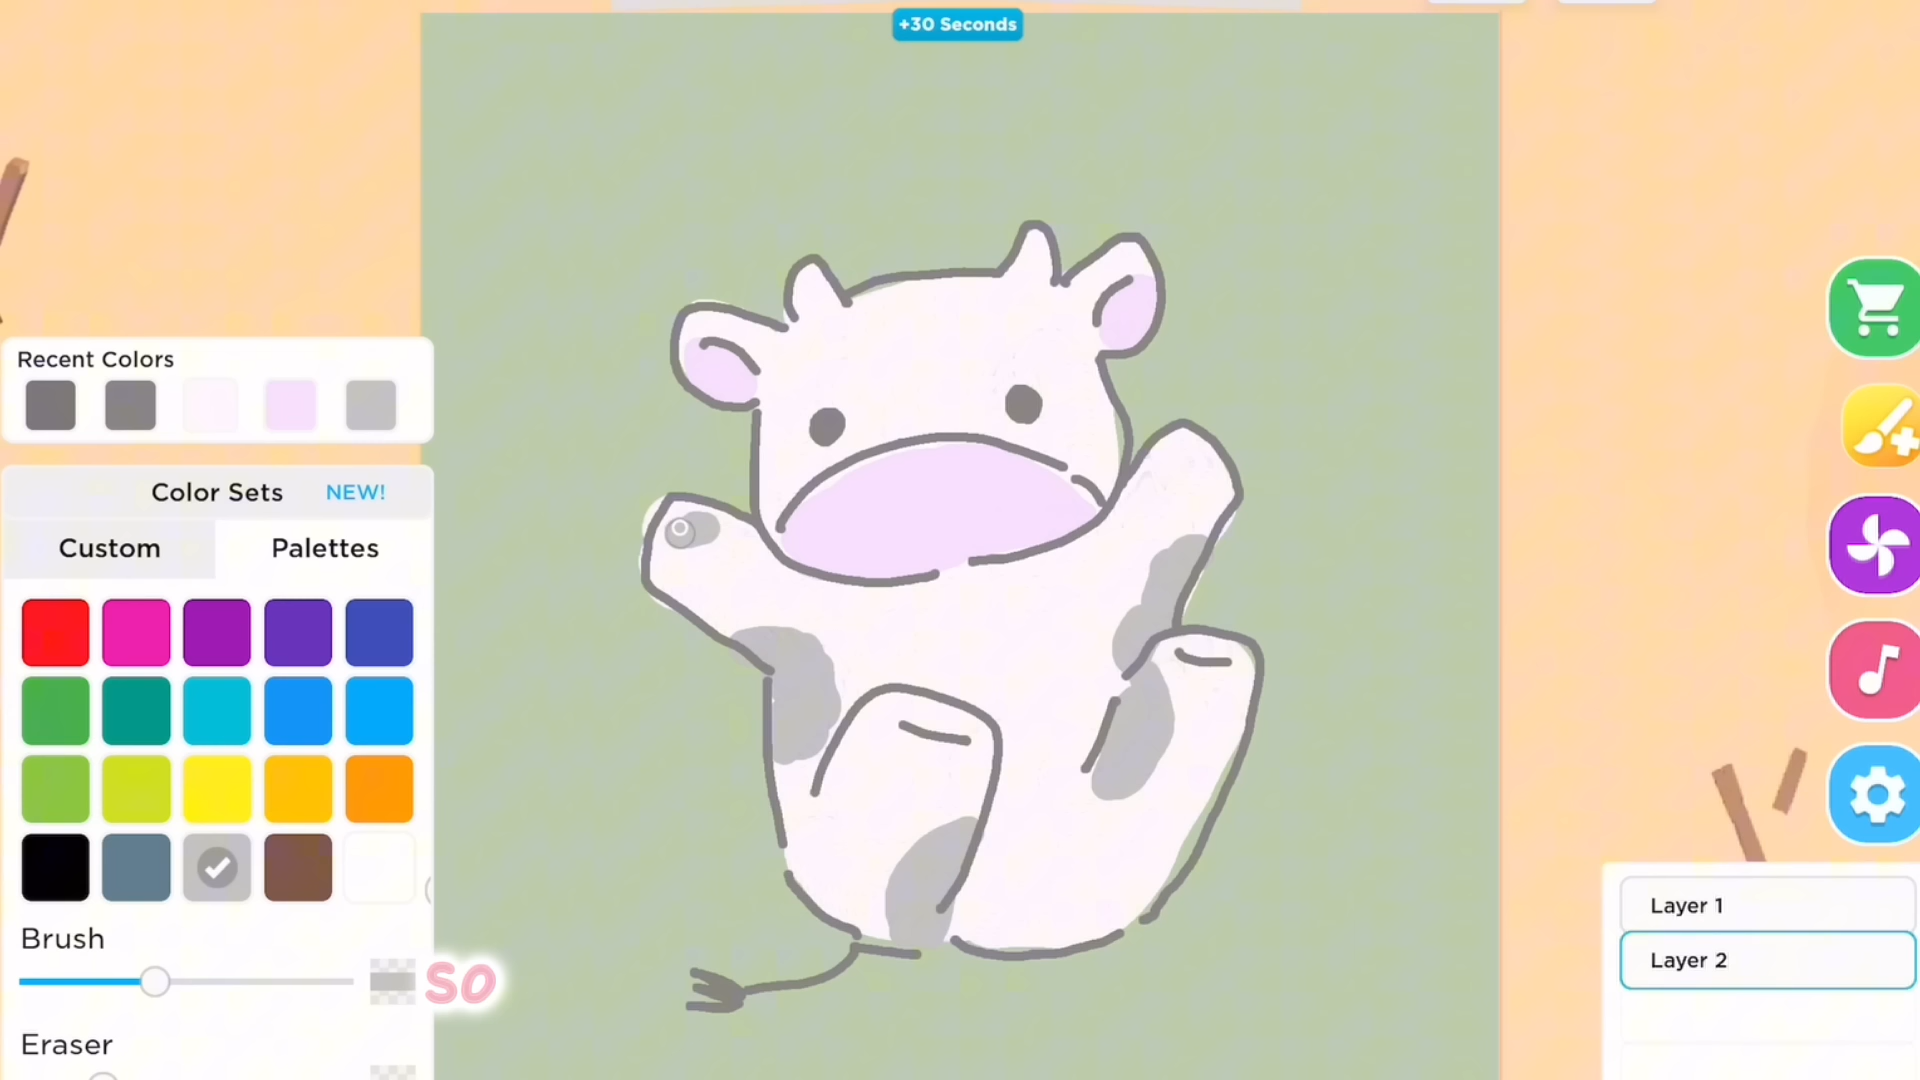 +30 Seconds
Recent Colors
Color Sets NEW!
Custom Palettes
Brush
so
Eraser
Layer 1
Layer 2